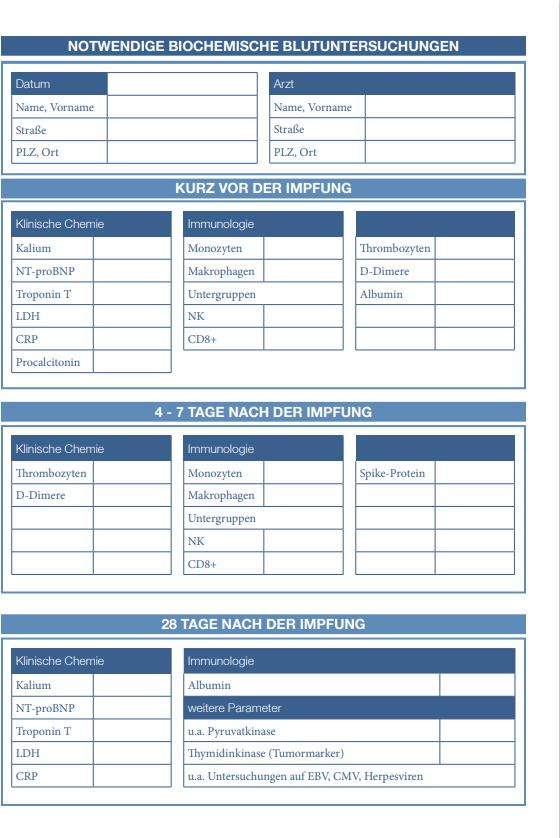 NOTWENDIGE BIOCHEMISCHE BLUTUNTERSUCHUNGEN
Datum
Name, Vorname
Straße
PLZ, Ort
Arzt
Name, Vorname
Straße
PLZ, Ort
KURZ VOR DER IMPFUNG
Klinische Chemie
Kalium
NT-proBNP
Troponin T
LDH
CRP
Procalcitonin
Immunologie
Monozyten
Makrophagen
Untergruppen
NK
CD8+
Thrombozyten
D-Dimere
Albumin
4 - 7 TAGE NACH DER IMPFUNG
Klinische Chemie
Thrombozyten
D-Dimere
Immunologie
Monozyten
Makrophagen
Untergruppen
NK
CD8+
Spike-Protein
28 TAGE NACH DER IMPFUNG
Klinische Chemie
Kalium
NT-proBNP
Troponin T
LDH
CRP
Immunologie
Albumin
weitere Parameter
u.a. Pyruvatkinase
Thymidinkinase (Tumormarker)
u.a. Untersuchungen auf EBV, CMV, Herpesviren